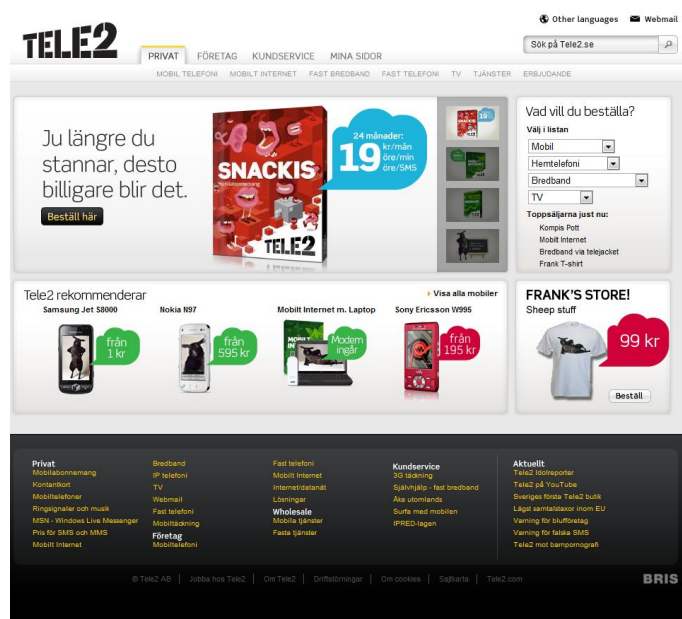 Other languages
Webmail
TELE2
PRIVAT
FÖRETAG
KUNDSERVICE
MINA SIDOR
Sök på Tele2.se
MOBIL TELEFONI
MOBILT INTERNET
FAST BREDBAND
FAST TELEFONI
TV
TJÄNSTER
ERBJUDANDE
Ju längre du
stannar, desto
billigare blir det.
Beställ här
SNACKIS
Mobilabonnemang
TELE2
24 månader:
19 kr/mån
öre/min
öre/SMS
Vad vill du beställa?
Välj i listan
Mobil
Hemtelefoni
Bredband
TV
Toppsäljarna just nu:
Kompis Pott
Mobilt Internet
Bredband via telejacket
Frank T-shirt
Tele2 rekommenderar
Visa alla mobiler
Samsung Jet S8000
från
1 kr
Nokia N97
från
595 kr
Mobilt Internet m. Laptop
Modem
ingår
Sony Ericsson W995
från
195 kr
FRANK'S STORE!
Sheep stuff
99 kr
Beställ
Privat
Mobilabonnemang
Kontantkort
Mobiltelefoner
Ringsignaler och musik
MSN - Windows Live Messenger
Pris för SMS och MMS
Mobilt Internet
Bredband
IP telefoni
TV
Webmail
Fast telefoni
Mobiltäckning
Företag
Mobiltelefoni
Fast telefoni
Mobilt Internet
Internet/datanät
Lösningar
Wholesale
Mobila tjänster
Fasta tjänster
Kundservice
3G täckning
Självhjälp - fast bredband
Åka utomlands
Surfa med mobilen
IPRED-lagen
Aktuellt
Tele2 Idolreporter
Tele2 på YouTube
Sveriges första Tele2 butik
Lägst samtalstaxor inom EU
Varning för bluffföretag
Varning för falska SMS
Tele2 mot barnpornografi
© Tele2 AB
Jobba hos Tele2
Om Tele2
Driftstörningar
Om cookies
Sajtkarta
Tele2.com
BRIS